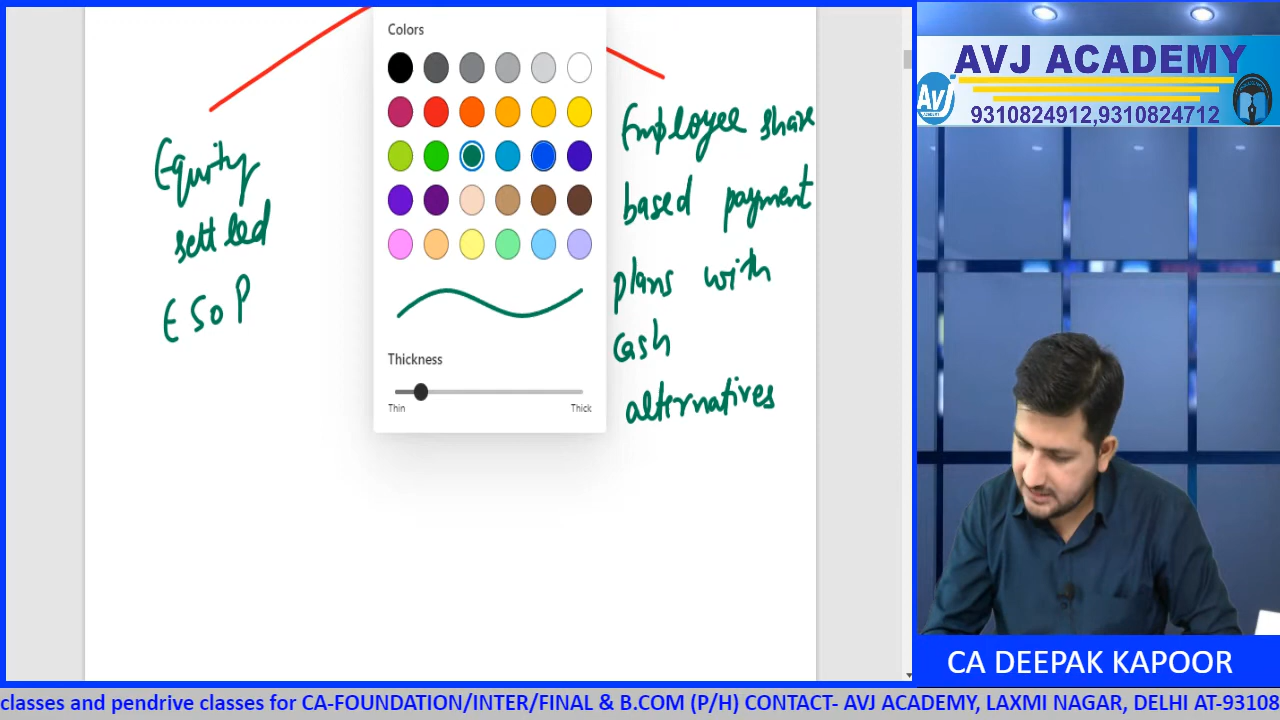 Colors
Equity
settled
ESOP
Employee share
based payment
plans with
cash
alternatives
Thickness
Thin
Thick
AVJ ACADEMY
AVJ
ACADEMY
9310824912,9310824712
CA DEEPAK KAPOOR
classes and pendrive classes for CA-FOUNDATION/INTER/FINAL & B.COM (P/H) CONTACT- AVJ ACADEMY, LAXMI NAGAR, DELHI AT-93108